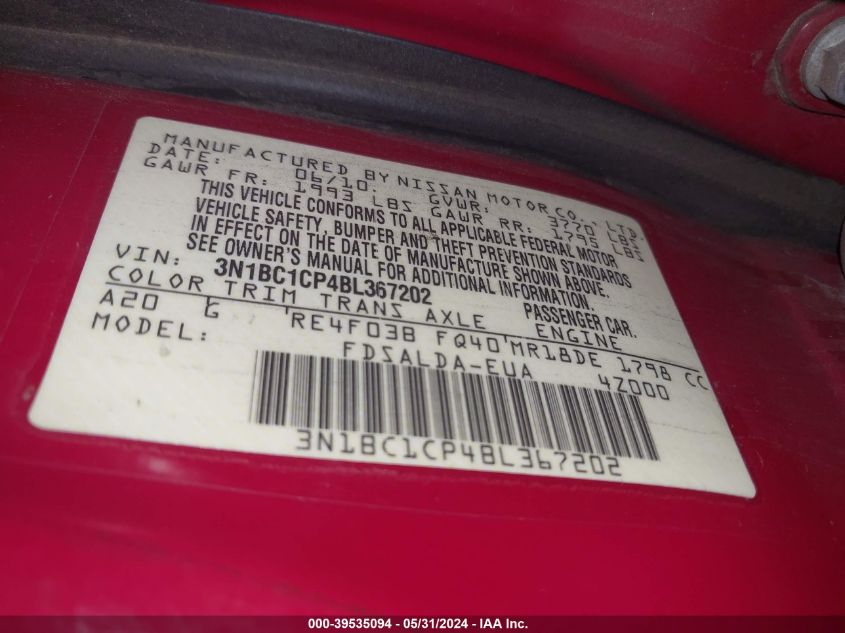 MANUFACTURED BY NISSAN MOTOR CO., LTD.
DATE: 06/10. GVWR: 3770 LBS
GAWR FR: 1993 LBS GAWR RR: 1795 LBS
THIS VEHICLE CONFORMS TO ALL APPLICABLE FEDERAL MOTOR
VEHICLE SAFETY, BUMPER AND THEFT PREVENTION STANDARDS
IN EFFECT ON THE DATE OF MANUFACTURE SHOWN ABOVE.
SEE OWNER'S MANUAL FOR ADDITIONAL INFORMATION.
VIN: 3N1BC1CP4BL367202 PASSENGER CAR.
COLOR TRIM TRANS AXLE ENGINE
A20 G RE4F03B FQ40 MR18DE 1798 CC
MODEL: FDSALDA-EUA 4Z000
3N1BC1CP4BL367202
000-39535094 - 05/31/2024 - IAA Inc.